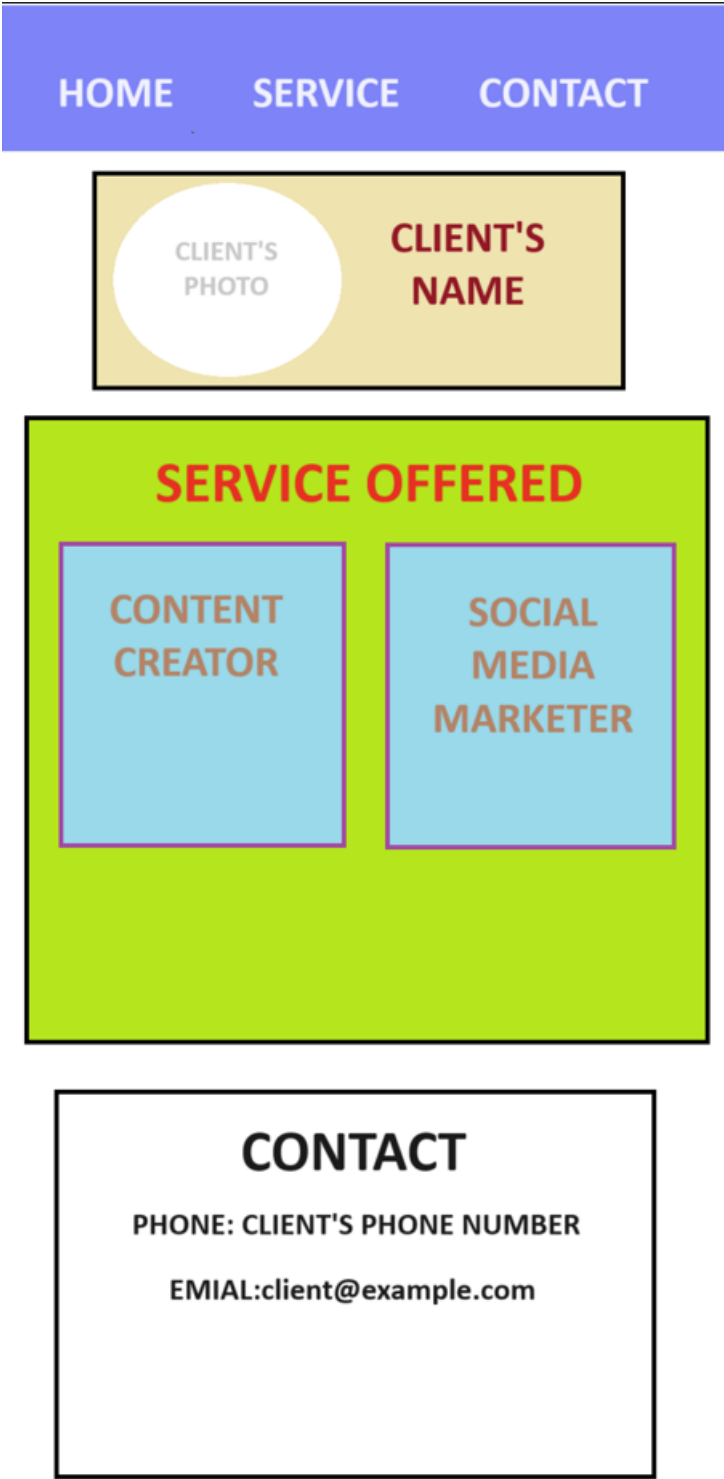 HOME SERVICE CONTACT
CLIENT'S
PHOTO
CLIENT'S
NAME
SERVICE OFFERED
CONTENT
CREATOR
SOCIAL
MEDIA
MARKETER
CONTACT
PHONE: CLIENT'S PHONE NUMBER
EMIAL:client@example.com